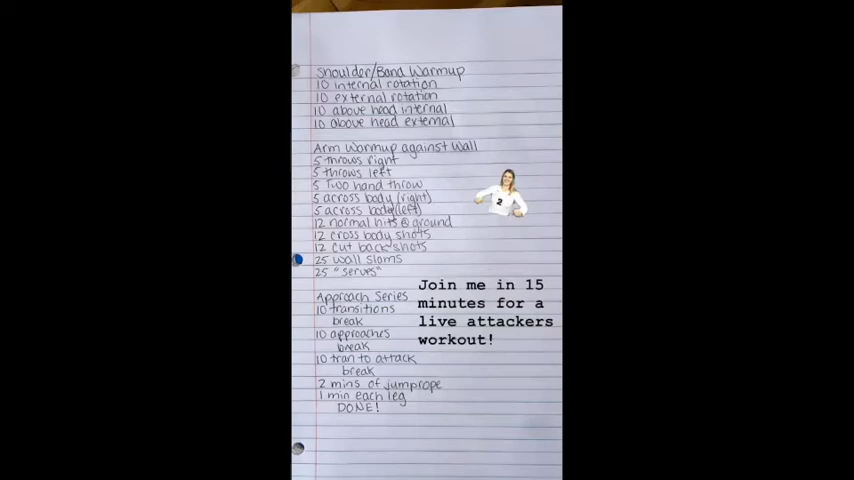 Shoulder/Band Warmup
10 internal rotation
10 external rotation
10 above head internal
10 above head external
Arm Warmup against Wall
5 throws right
5 throws left
5 Two hand throw
5 across body (right)
5 across body (left)
12 normal hits @ ground
12 cross body shots
12 cut back shots
25 wall slams
25 "serves"
2
Approach Series
10 transitions
break
10 approaches
break
10 tran to attack
break
2 mins of jumprope
1 min each leg
DONE!
Join me in 15
minutes for a
live attackers
workout!